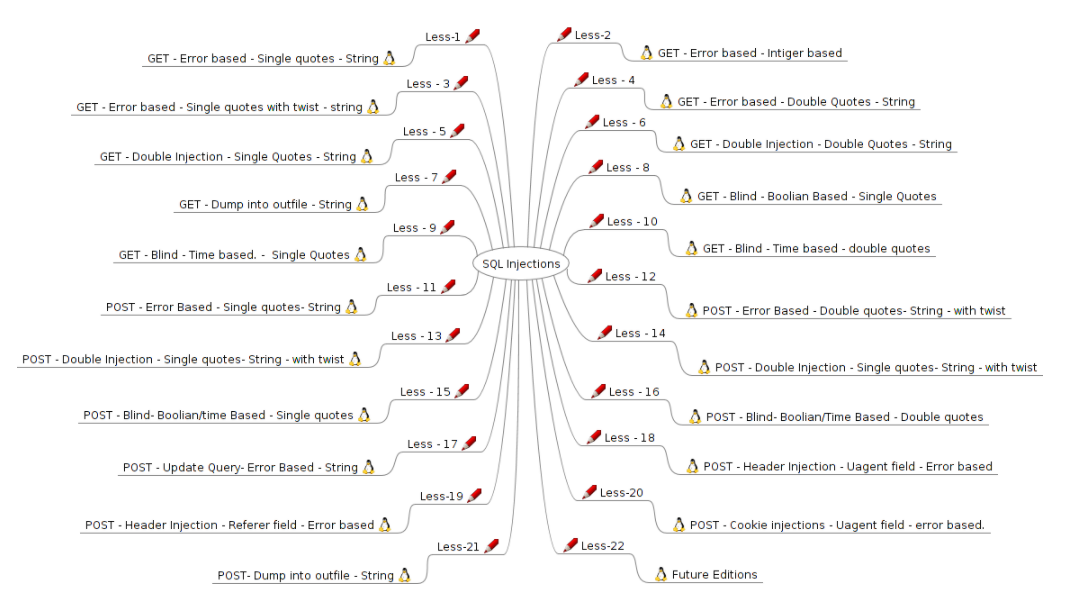 Less-1
GET - Error based - Single quotes - String
Less-2
GET - Error based - Intiger based
Less - 3
GET - Error based - Single quotes with twist - string
Less - 4
GET - Error based - Double Quotes - String
Less - 5
GET - Double Injection - Single Quotes - String
Less - 6
GET - Double Injection - Double Quotes - String
Less - 7
GET - Dump into outfile - String
Less - 8
GET - Blind - Boolian Based - Single Quotes
Less - 9
GET - Blind - Time based. -  Single Quotes
Less - 10
GET - Blind - Time based - double quotes
SQL Injections
Less - 11
POST - Error Based - Single quotes- String
Less - 12
POST - Error Based - Double quotes- String - with twist
Less - 13
POST - Double Injection - Single quotes- String - with twist
Less - 14
POST - Double Injection - Single quotes- String - with twist
Less - 15
POST - Blind- Boolian/time Based - Single quotes
Less - 16
POST - Blind- Boolian/Time Based - Double quotes
Less - 17
POST - Update Query- Error Based - String
Less - 18
POST - Header Injection - Uagent field - Error based
Less-19
POST - Header Injection - Referer field - Error based
Less-20
POST - Cookie injections - Uagent field - error based.
Less-21
POST- Dump into outfile - String
Less-22
Future Editions